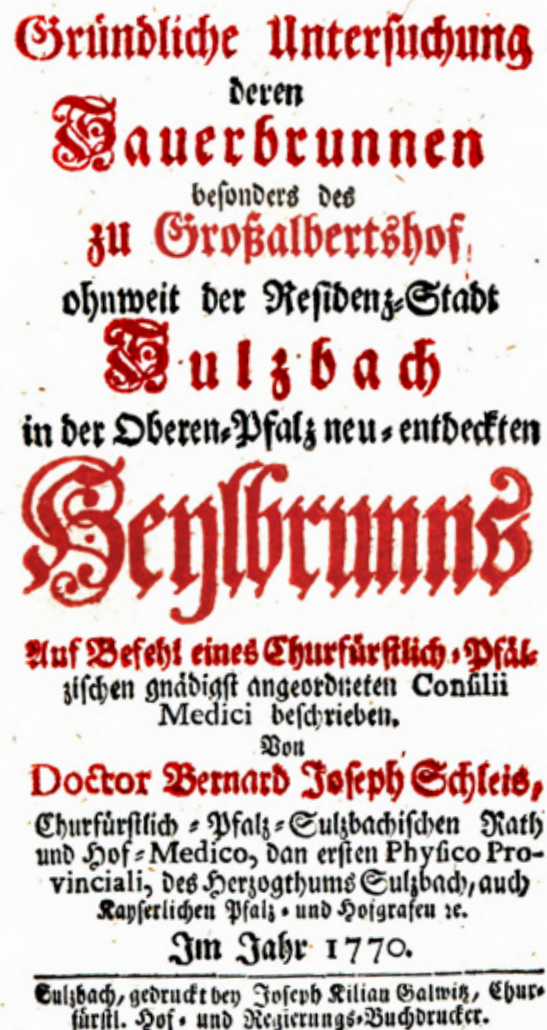 Gründliche Untersuchung
deren
Sauerbrunnen
besonders des
zu Großalbertshof,
ohnweit der Residenz-Stadt
Sulzbach
in der Oberen-Pfalz neu-entdeckten
Heylbrunns
Auf Befehl eines Churfürstlich-Pfäl-
zischen gnädigst angeordneten Consilii
Medici beschrieben.
Von
Doctor Bernard Joseph Schleis,
Churfürstlich-Pfalz-Sulzbachischen Rath
und Hof-Medico, dan ersten Physico Pro-
vinciali, des Herzogthums Sulzbach, auch
Kayserlichen Pfalz- und Hofgrafen ꝛc.
Im Jahr 1770.
Sulzbach, gedruckt bey Joseph Kilian Galwitz, Chur-
fürstl. Hof- und Regierungs-Buchdrucker.